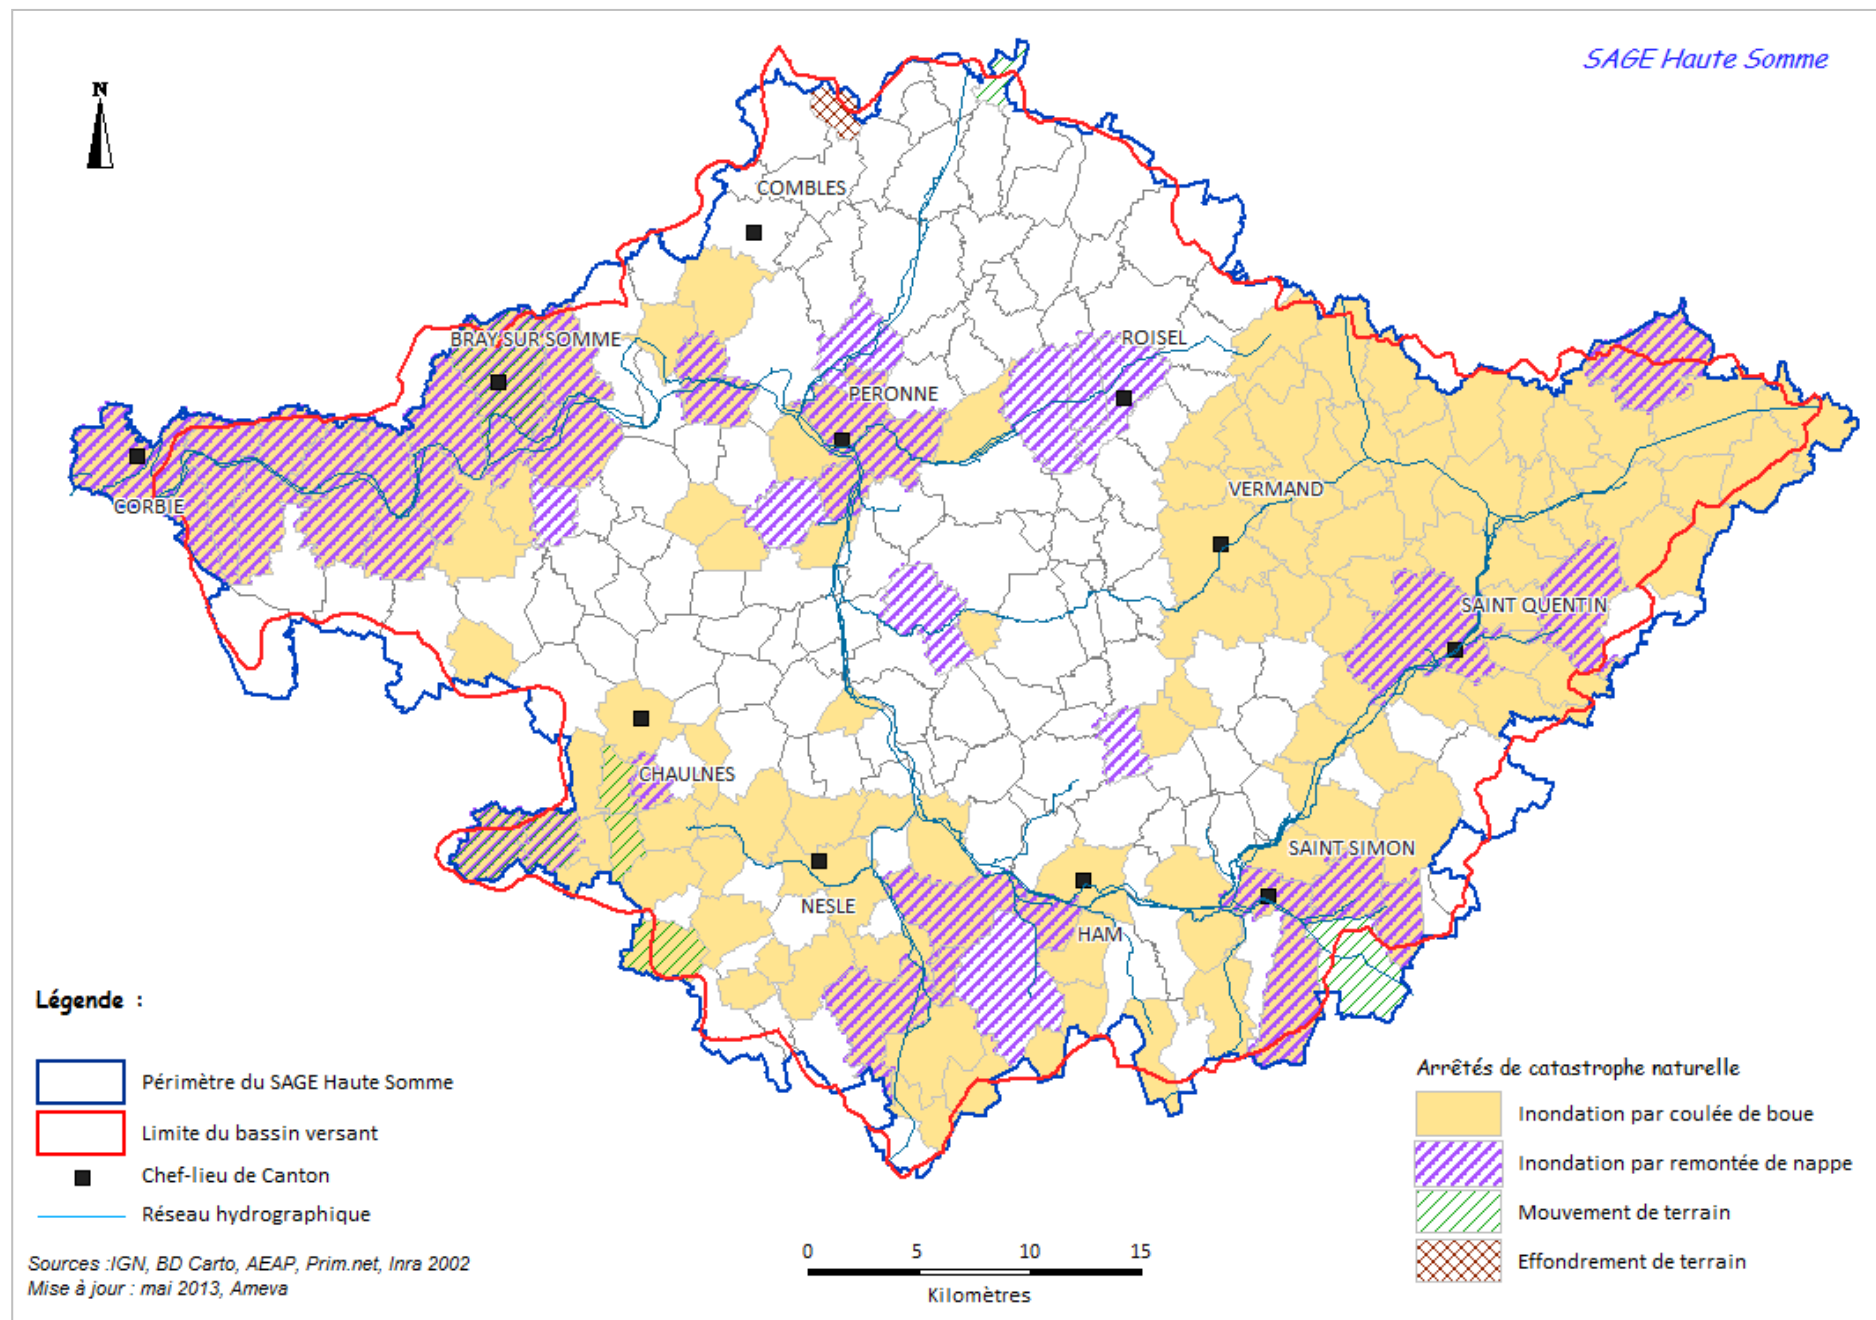 SAGE Haute Somme
N
COMBLES
BRAY SUR SOMME
ROISEL
PERONNE
VERMAND
CORBIE
SAINT QUENTIN
CHAULNES
SAINT SIMON
NESLE
HAM
Légende :
Périmètre du SAGE Haute Somme
Limite du bassin versant
Chef-lieu de Canton
Réseau hydrographique
Sources :IGN, BD Carto, AEAP, Prim.net, Inra 2002
Mise à jour : mai 2013, Ameva
0 5 10 15
Kilomètres
Arrêtés de catastrophe naturelle
Inondation par coulée de boue
Inondation par remontée de nappe
Mouvement de terrain
Effondrement de terrain